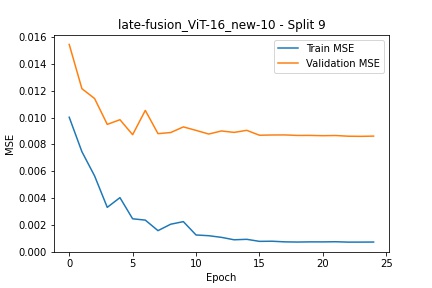 late-fusion_ViT-16_new-10 - Split 9
0.016
0.014
0.012
0.010
0.008
0.006
0.004
0.002
0.000
MSE
Train MSE
Validation MSE
0 5 10 15 20 25
Epoch